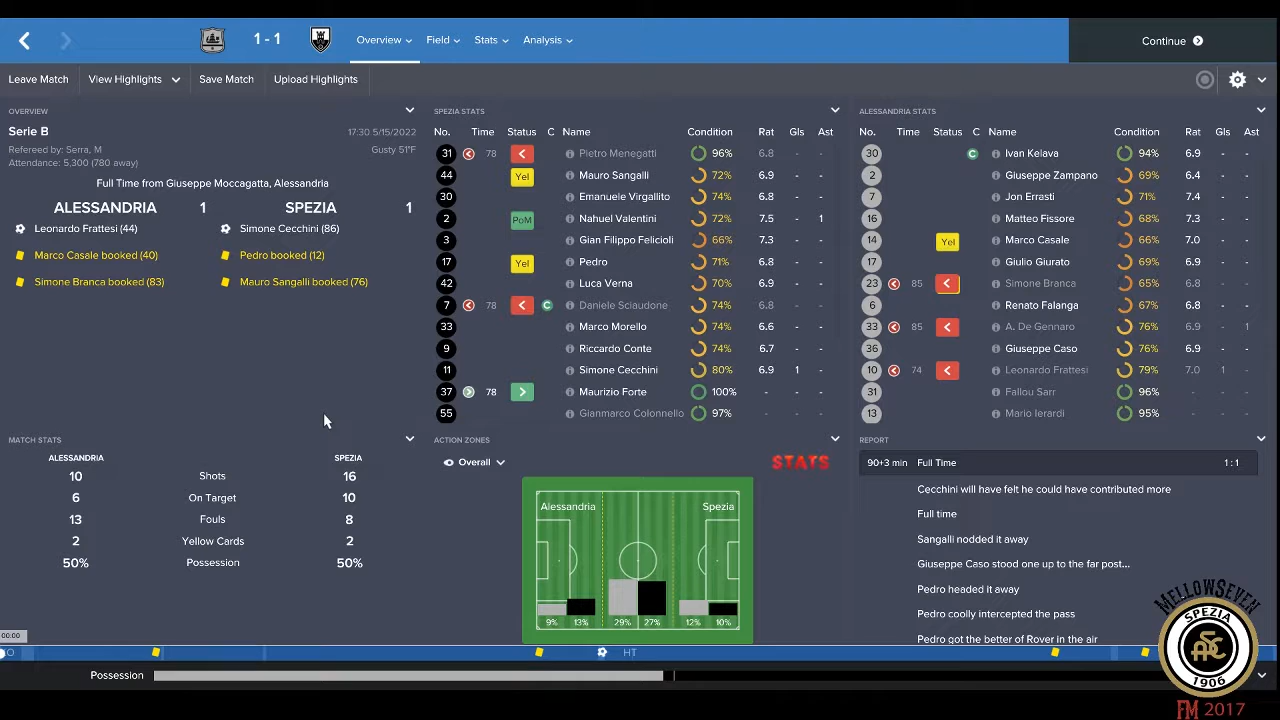 1 - 1
Overview Field Stats Analysis
Continue
Leave Match View Highlights Save Match Upload Highlights
OVERVIEW
Serie B 17:30 5/15/2022
Refereed by: Serra, M Gusty 51°F
Attendance: 5,300 (780 away)
Full Time from Giuseppe Moccagatta, Alessandria
ALESSANDRIA 1 SPEZIA 1
Leonardo Frattesi (44) Simone Cecchini (86)
Marco Casale booked (40) Pedro booked (12)
Simone Branca booked (83) Mauro Sangalli booked (76)
SPEZIA STATS
No. Time Status C Name Condition Rat Gls Ast
31 78 Pietro Menegatti 96% 6.8 - -
44 Yel Mauro Sangalli 72% 6.9 - -
30 Emanuele Virgallito 74% 6.9 - -
2 PoM Nahuel Valentini 72% 7.5 - 1
3 Gian Filippo Felicioli 66% 7.3 - -
17 Yel Pedro 71% 6.8 - -
42 Luca Verna 70% 6.9 - -
7 78 C Daniele Sciaudone 74% 6.8 - -
33 Marco Morello 74% 6.6 - -
9 Riccardo Conte 74% 6.7 - -
11 Simone Cecchini 80% 6.9 1 -
37 78 Maurizio Forte 100% - - -
55 Gianmarco Colonnello 97% - - -
ALESSANDRIA STATS
No. Time Status C Name Condition Rat Gls Ast
30 C Ivan Kelava 94% 6.9 - -
2 Giuseppe Zampano 69% 6.4 - -
7 Jon Errasti 71% 7.4 - -
16 Matteo Fissore 68% 7.3 - -
14 Yel Marco Casale 66% 7.0 - -
17 Giulio Giurato 69% 6.9 - -
23 85 Simone Branca 65% 6.8 - -
6 Renato Falanga 67% 6.8 - -
33 85 A. De Gennaro 76% 6.9 - 1
36 Giuseppe Caso 76% 6.9 - -
10 74 Leonardo Frattesi 79% 7.0 1 -
31 Fallou Sarr 96% - - -
13 Mario Ierardi 95% - - -
MATCH STATS
ALESSANDRIA SPEZIA
10 Shots 16
6 On Target 10
13 Fouls 8
2 Yellow Cards 2
50% Possession 50%
ACTION ZONES
Overall STATS
Alessandria Spezia
9% 13% 29% 27% 12% 10%
REPORT
90+3 min Full Time 1 : 1
Cecchini will have felt he could have contributed more
Full time
Sangalli nodded it away
Giuseppe Caso stood one up to the far post...
Pedro headed it away
Pedro coolly intercepted the pass
Pedro got the better of Rover in the air
00:00
HT
Possession
MELLOWSEVEN
SPEZIA
ASC
1906
FM 2017